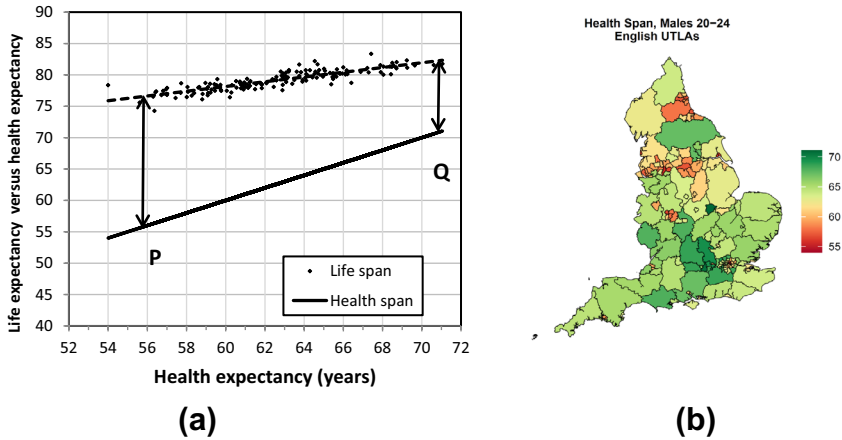 Life expectancy versus health expectancy
90
85
80
75
70
65
60
55
50
45
40
P
Q
Life span
Health span
52 54 56 58 60 62 64 66 68 70 72
Health expectancy (years)
(a)
Health Span, Males 20−24
English UTLAs
70
65
60
55
(b)